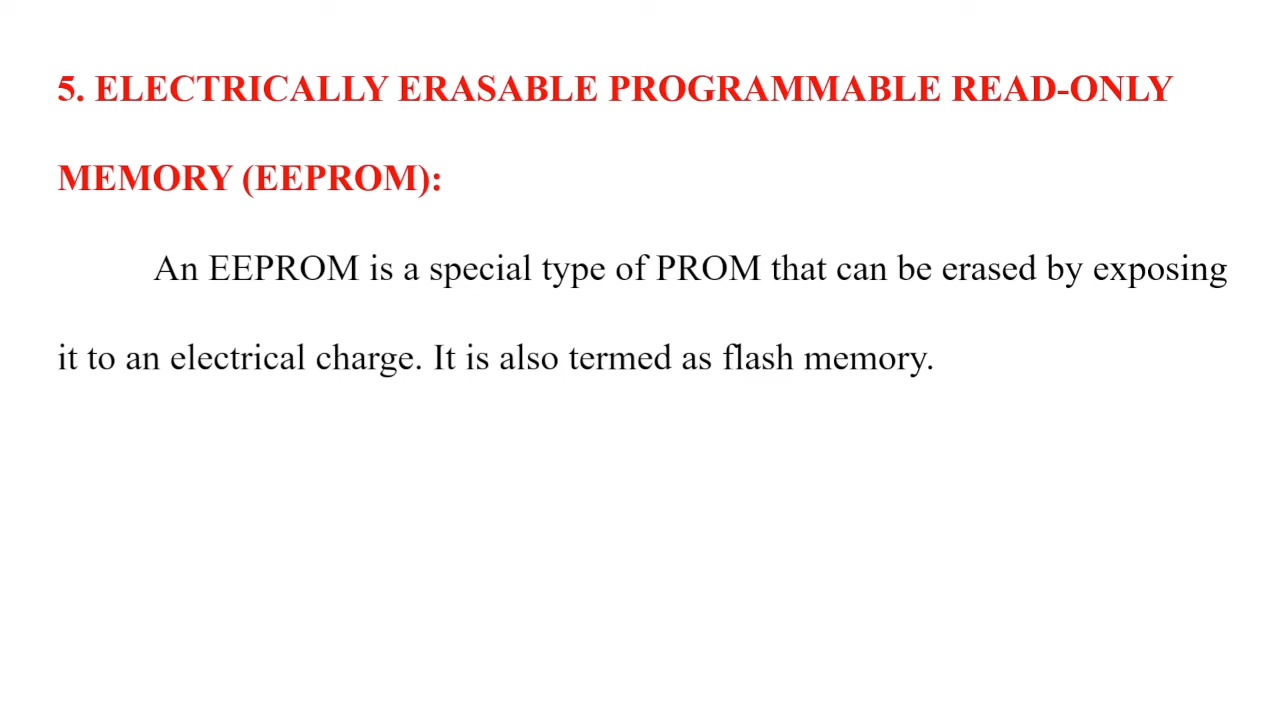 5. ELECTRICALLY ERASABLE PROGRAMMABLE READ-ONLY
MEMORY (EEPROM):
An EEPROM is a special type of PROM that can be erased by exposing
it to an electrical charge. It is also termed as flash memory.